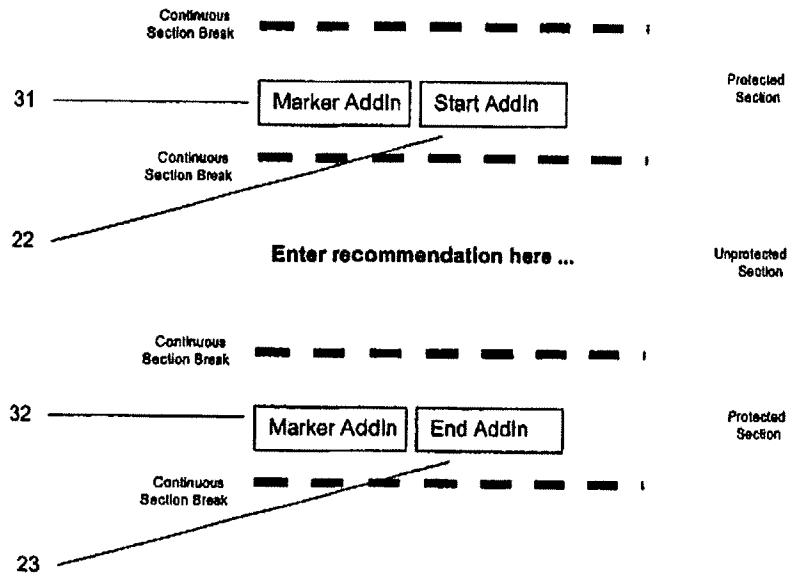 Continuous
Section Break
31
Marker AddIn
Start AddIn
Protected
Section
Continuous
Section Break
22
Enter recommendation here ...
Unprotected
Section
Continuous
Section Break
32
Marker AddIn
End AddIn
Protected
Section
Continuous
Section Break
23